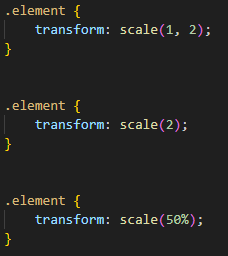 .element {
transform: scale(1, 2);
}
.element {
transform: scale(2);
}
.element {
transform: scale(50%);
}